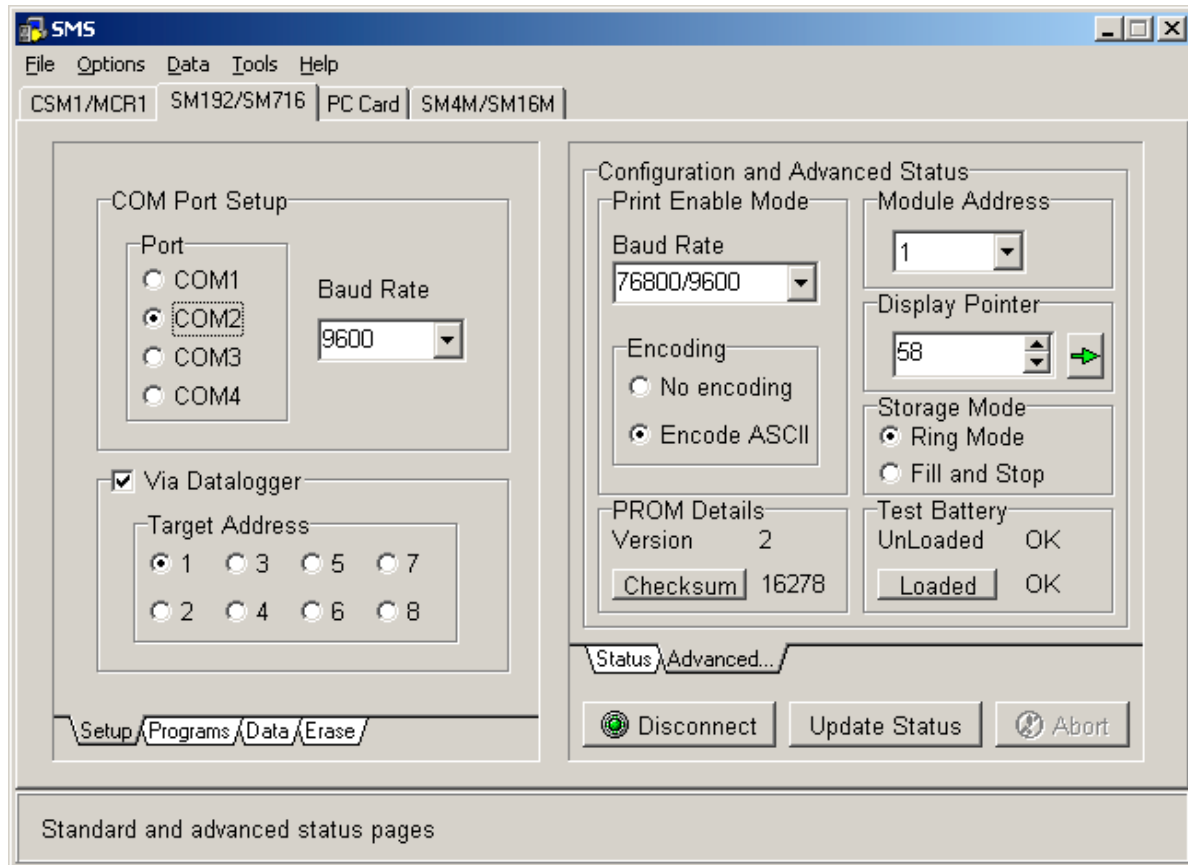 SMS
File Options Data Tools Help
CSM1/MCR1 SM192/SM716 PC Card SM4M/SM16M
COM Port Setup
Port
COM1
COM2
COM3
COM4
Baud Rate
9600
Via Datalogger
Target Address
1 3 5 7
2 4 6 8
Setup Programs Data Erase
Configuration and Advanced Status
Print Enable Mode
Baud Rate
76800/9600
Encoding
No encoding
Encode ASCII
Module Address
1
Display Pointer
58
Storage Mode
Ring Mode
Fill and Stop
PROM Details
Version 2
Checksum 16278
Test Battery
UnLoaded OK
Loaded OK
Status Advanced...
Disconnect Update Status Abort
Standard and advanced status pages